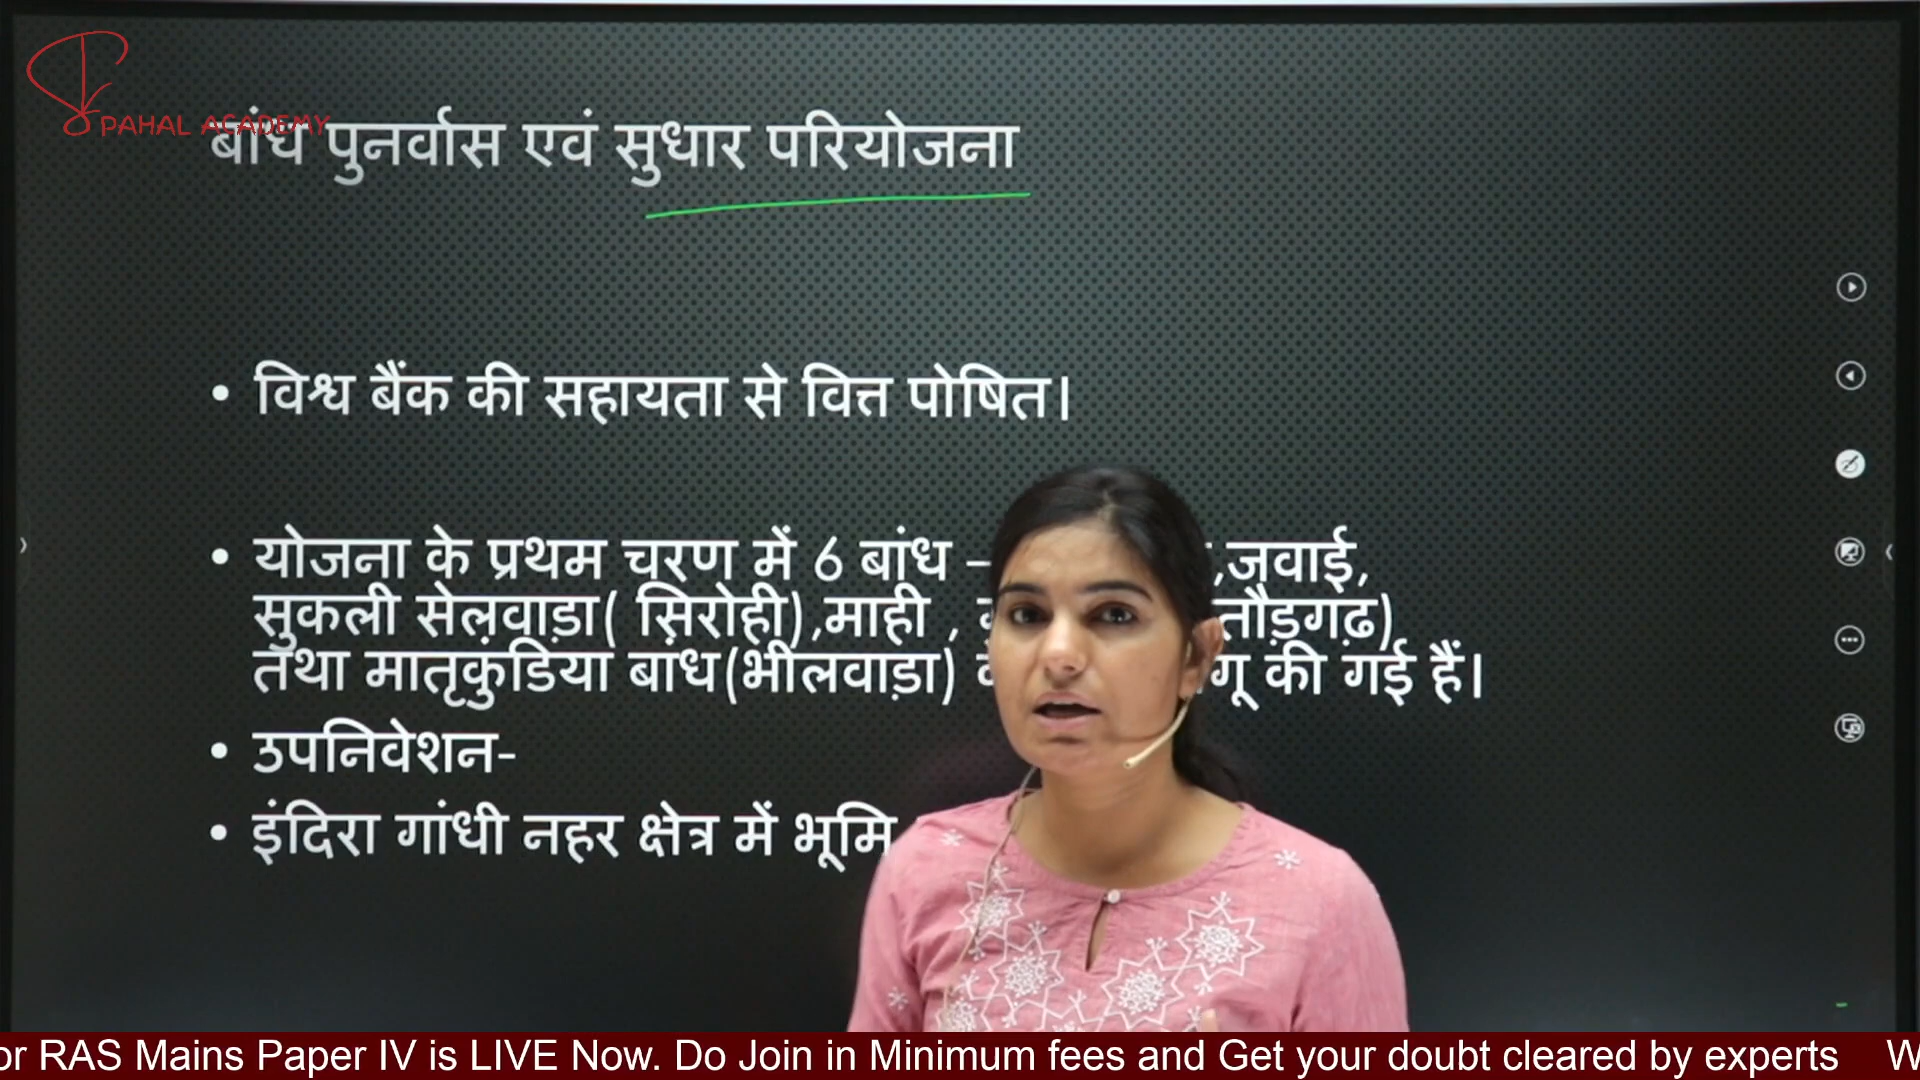 PAHAL ACADEMY
बांध पुनर्वास एवं सुधार परियोजना
• विश्व बैंक की सहायता से वित्त पोषित।
• योजना के प्रथम चरण में 6 बांध – ,जवाई,
सुकली सेलवाड़ा( सिरोही),माही ,
तथा मातृकुंडिया बांध(भीलवाड़ा) की गई हैं।
• उपनिवेशन-
• इंदिरा गांधी नहर क्षेत्र में भूमि
RAS Mains Paper IV is LIVE Now. Do Join in Minimum fees and Get your doubt cleared by experts